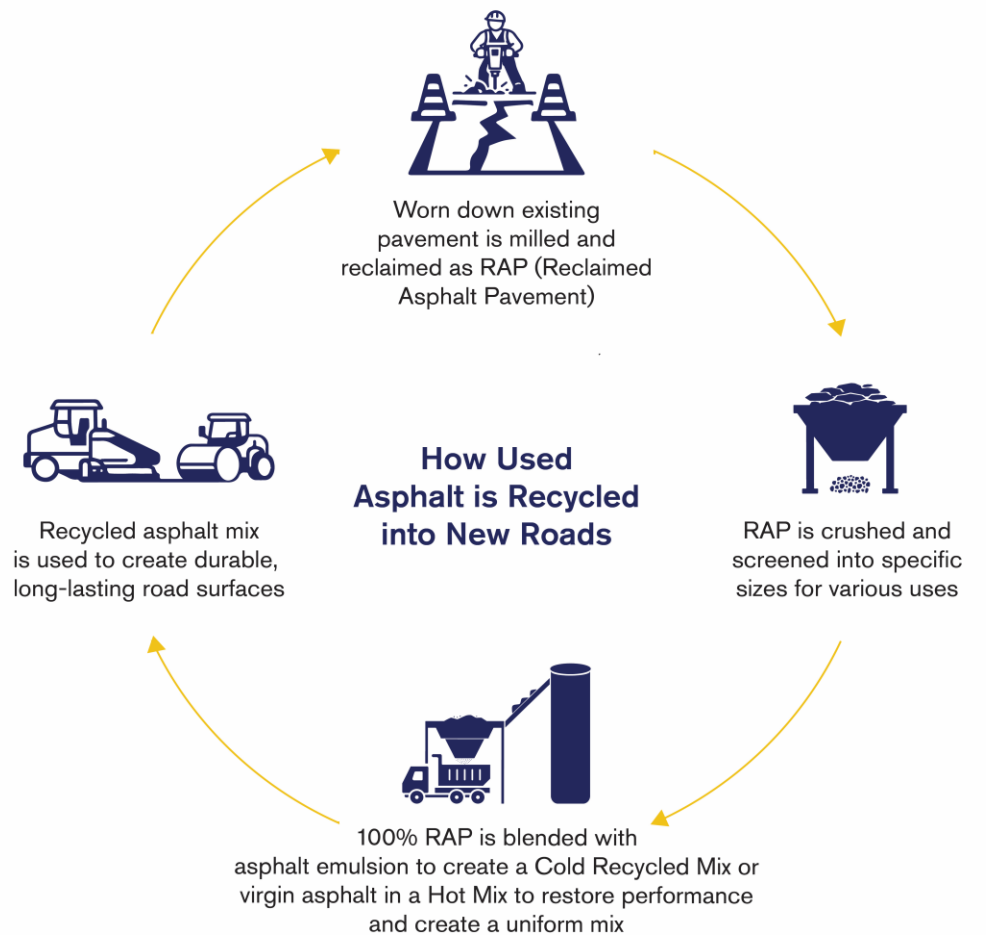 Worn down existing
pavement is milled and
reclaimed as RAP (Reclaimed
Asphalt Pavement)
How Used
Asphalt is Recycled
into New Roads
RAP is crushed and
screened into specific
sizes for various uses
100% RAP is blended with
asphalt emulsion to create a Cold Recycled Mix or
virgin asphalt in a Hot Mix to restore performance
and create a uniform mix
Recycled asphalt mix
is used to create durable,
long-lasting road surfaces